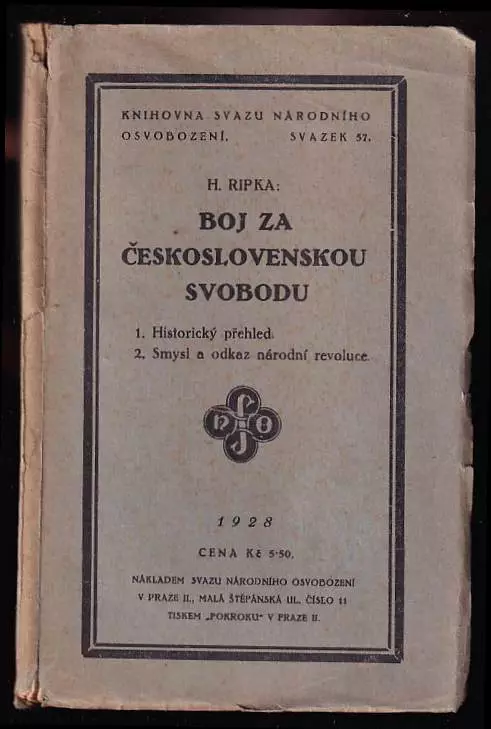 KNIHOVNA SVAZU NÁRODNÍHO
OSVOBOZENÍ. SVAZEK 57.
H. RIPKA:
BOJ ZA
ČESKOSLOVENSKOU
SVOBODU
1. Historický přehled.
2. Smysl a odkaz národní revoluce.
S
N O
J
1928
CENA Kč 5·50.
NÁKLADEM SVAZU NÁRODNÍHO OSVOBOZENÍ
V PRAZE II., MALÁ ŠTĚPÁNSKÁ UL. ČÍSLO 11
TISKEM „POKROKU“ V PRAZE II.